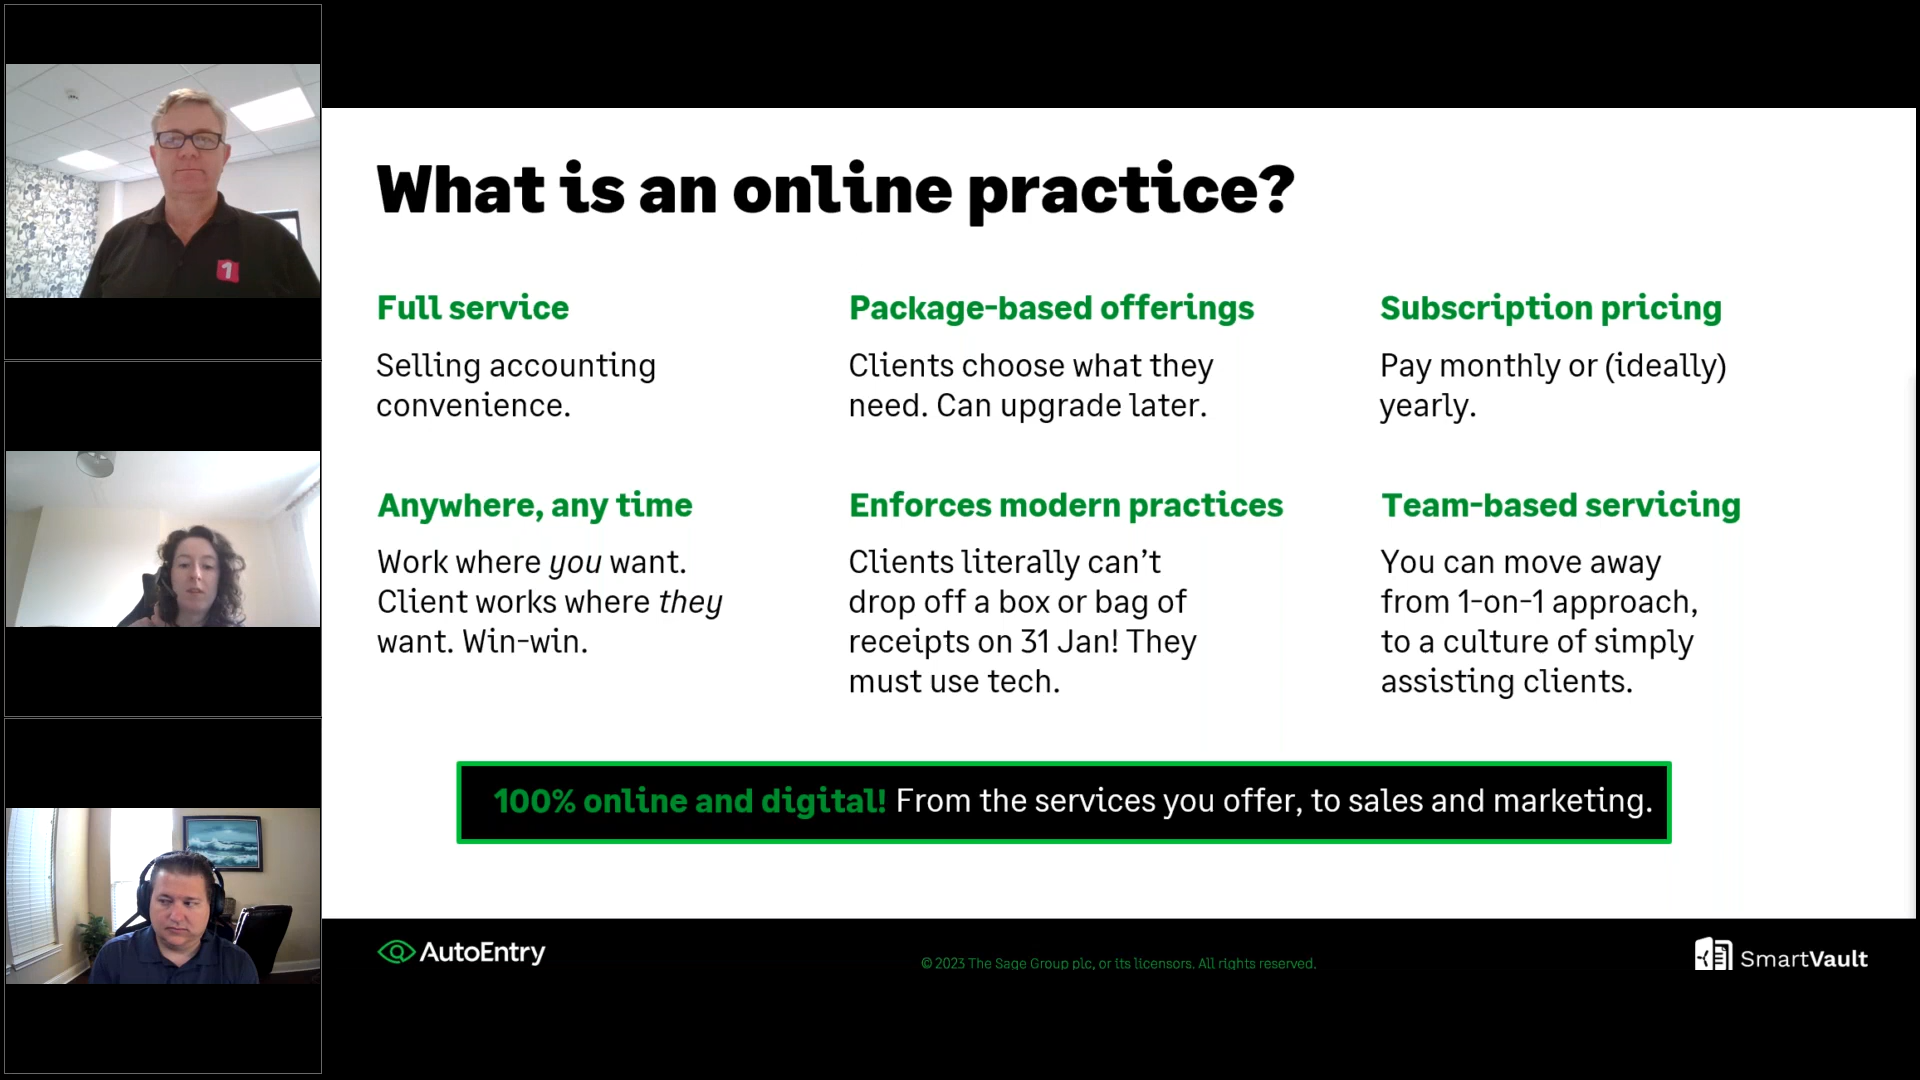 What is an online practice?
Full service
Selling accounting
convenience.
Package-based offerings
Clients choose what they
need. Can upgrade later.
Subscription pricing
Pay monthly or (ideally)
yearly.
Anywhere, any time
Work where you want.
Client works where they
want. Win-win.
Enforces modern practices
Clients literally can’t
drop off a box or bag of
receipts on 31 Jan! They
must use tech.
Team-based servicing
You can move away
from 1-on-1 approach,
to a culture of simply
assisting clients.
100% online and digital! From the services you offer, to sales and marketing.
AutoEntry
© 2023 The Sage Group plc, or its licensors. All rights reserved.
SmartVault
1